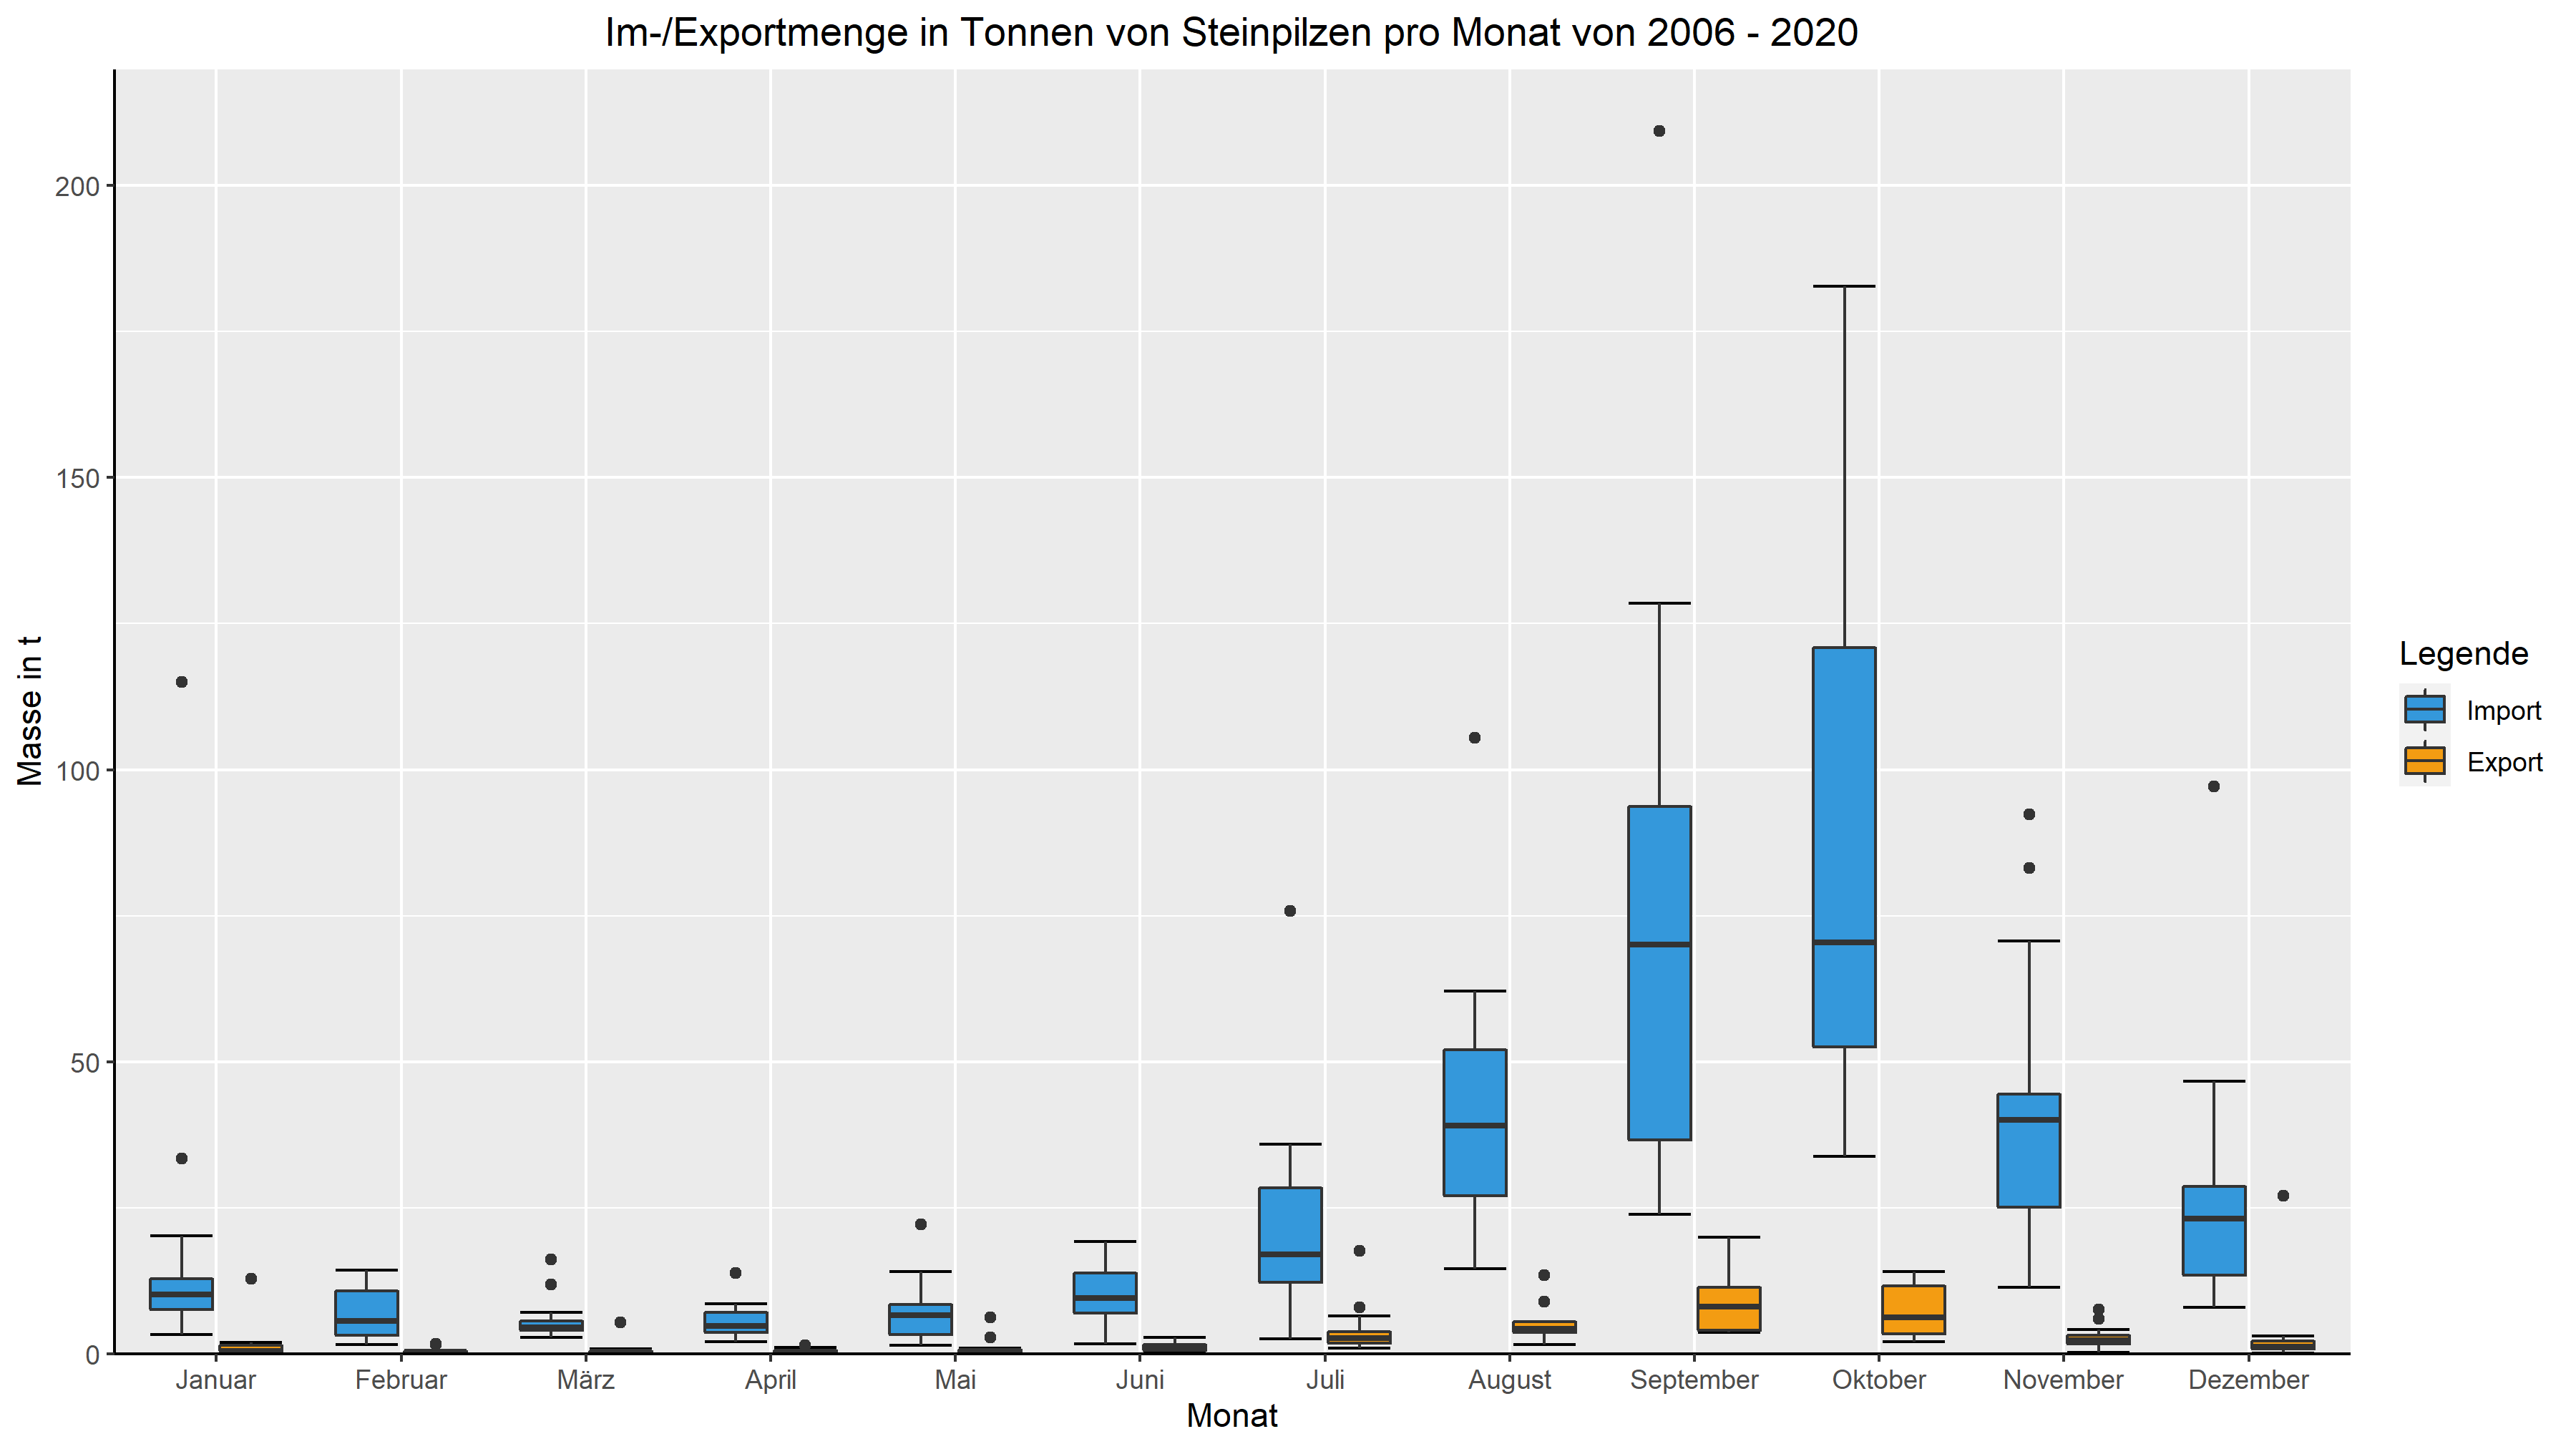 Im-/Exportmenge in Tonnen von Steinpilzen pro Monat von 2006 - 2020
Masse in t
200
150
100
50
0
Januar Februar März April Mai Juni Juli August September Oktober November Dezember
Monat
Legende
Import
Export